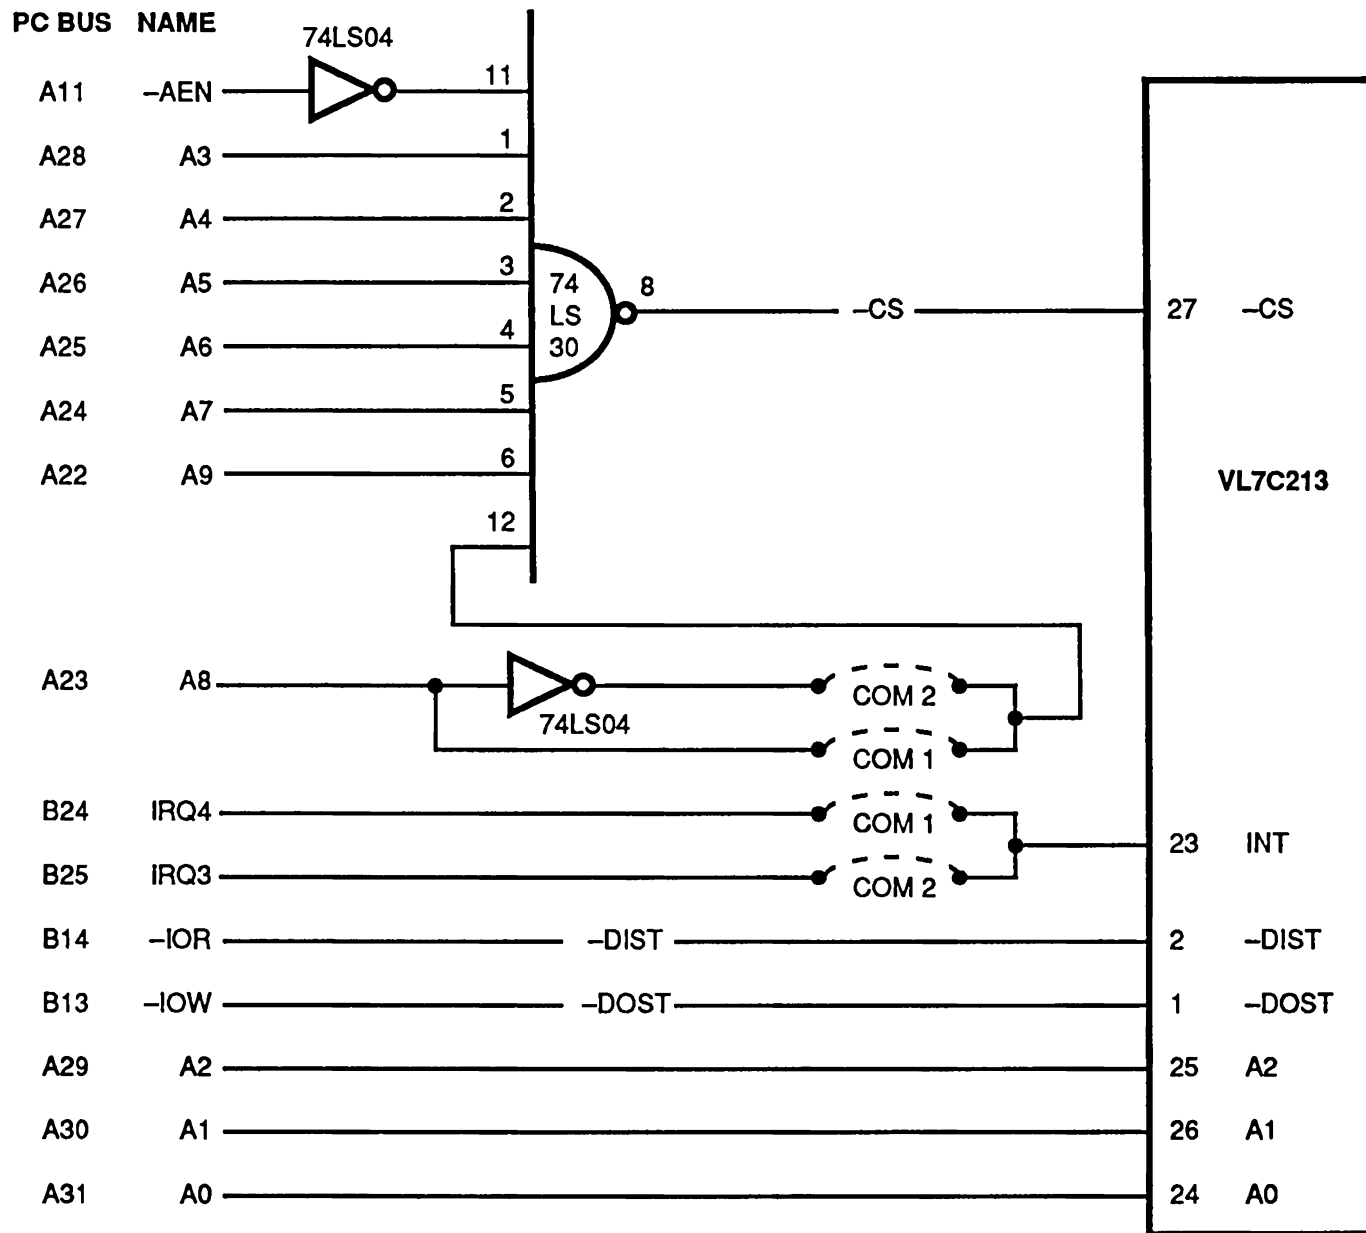 PC BUS NAME
74LS04
A11 –AEN 11
A28 A3 1
A27 A4 2
A26 A5 3
74
LS
30
8
–CS
27 –CS
A25 A6 4
A24 A7 5
A22 A9 6
VL7C213
12
A23 A8
COM 2
74LS04
COM 1
B24 IRQ4
COM 1
23 INT
B25 IRQ3
COM 2
B14 –IOR –DIST 2 –DIST
B13 –IOW –DOST 1 –DOST
A29 A2 25 A2
A30 A1 26 A1
A31 A0 24 A0